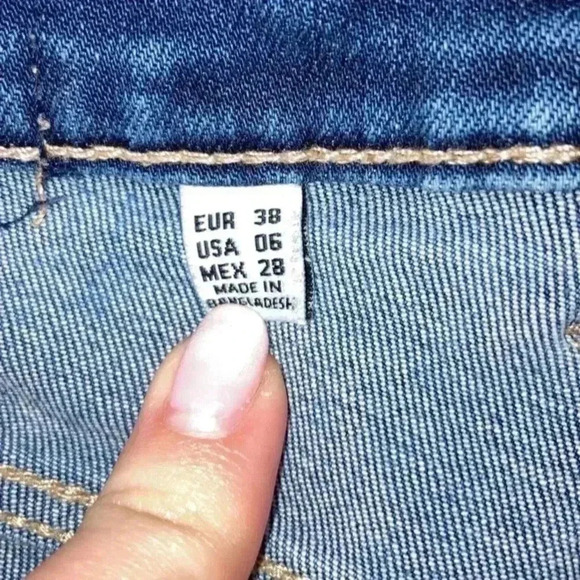 EUR 38
USA 06
MEX 28
MADE IN
BANGLADESH